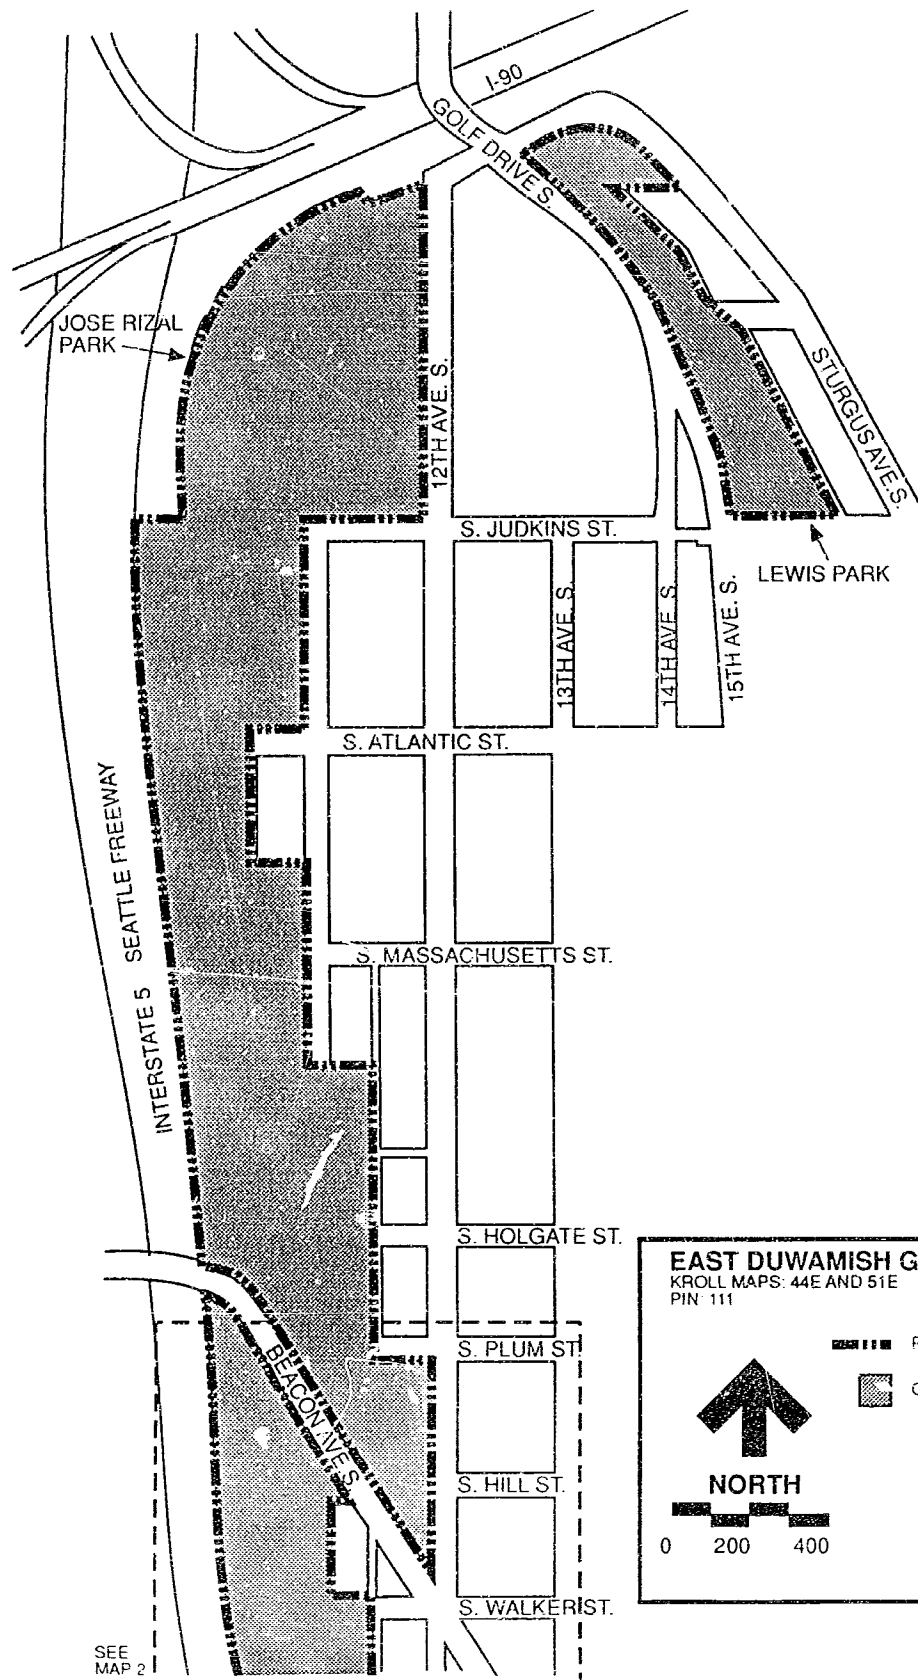 I-90
GOLF DRIVE S.
JOSE RIZAL
PARK
12TH AVE. S.
STURGUS AVE. S.
S. JUDKINS ST.
LEWIS PARK
13TH AVE. S.
14TH AVE. S.
15TH AVE. S.
S. ATLANTIC ST.
INTERSTATE 5 SEATTLE FREEWAY
S. MASSACHUSETTS ST.
S. HOLGATE ST.
EAST DUWAMISH G
KROLL MAPS: 44E AND 51E
PIN: 111
S. PLUM ST.
BEACON AVE S.
S. HILL ST.
NORTH
0 200 400
S. WALKER ST.
SEE
MAP 2